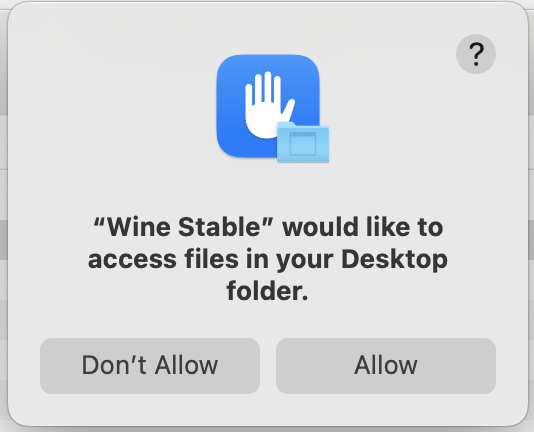 ?
“Wine Stable” would like to
access files in your Desktop
folder.
Don’t Allow
Allow